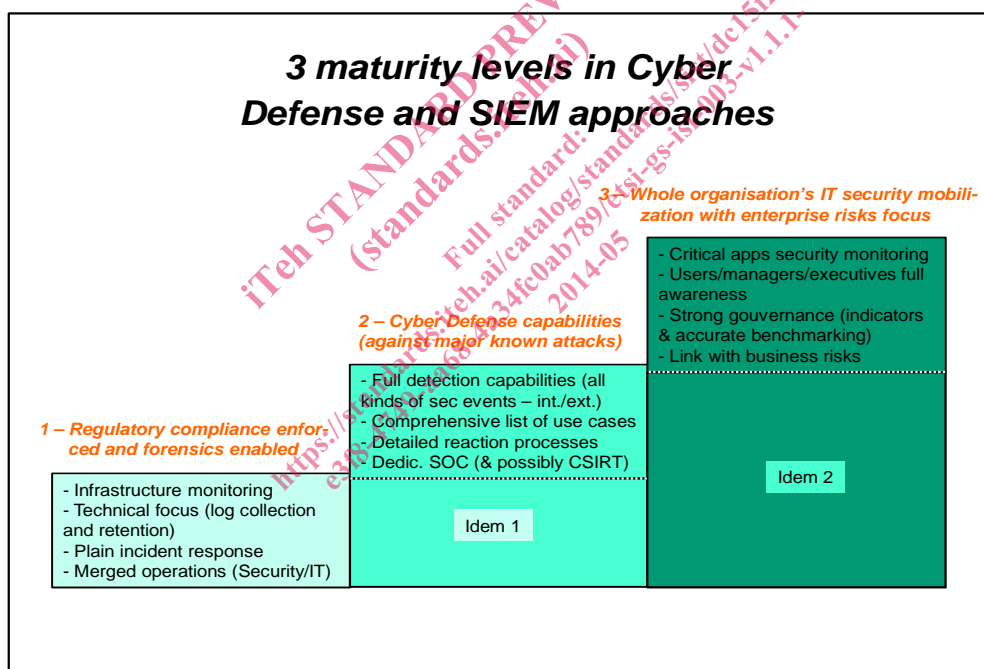 3 maturity levels in Cyber
Defense and SIEM approaches
3 – Whole organisation's IT security mobili-
zation with enterprise risks focus
- Critical apps security monitoring
- Users/managers/executives full
awareness
- Strong gouvernance (indicators
& accurate benchmarking)
- Link with business risks
Idem 2
2 – Cyber Defense capabilities
(against major known attacks)
- Full detection capabilities (all
kinds of sec events – int./ext.)
- Comprehensive list of use cases
- Detailed reaction processes
- Dedic. SOC (& possibly CSIRT)
Idem 1
1 – Regulatory compliance enfor-
ced and forensics enabled
- Infrastructure monitoring
- Technical focus (log collection
and retention)
- Plain incident response
- Merged operations (Security/IT)
iTeh STANDARD PREV
(standards.iteh.ai)
Full standard:
2014-05